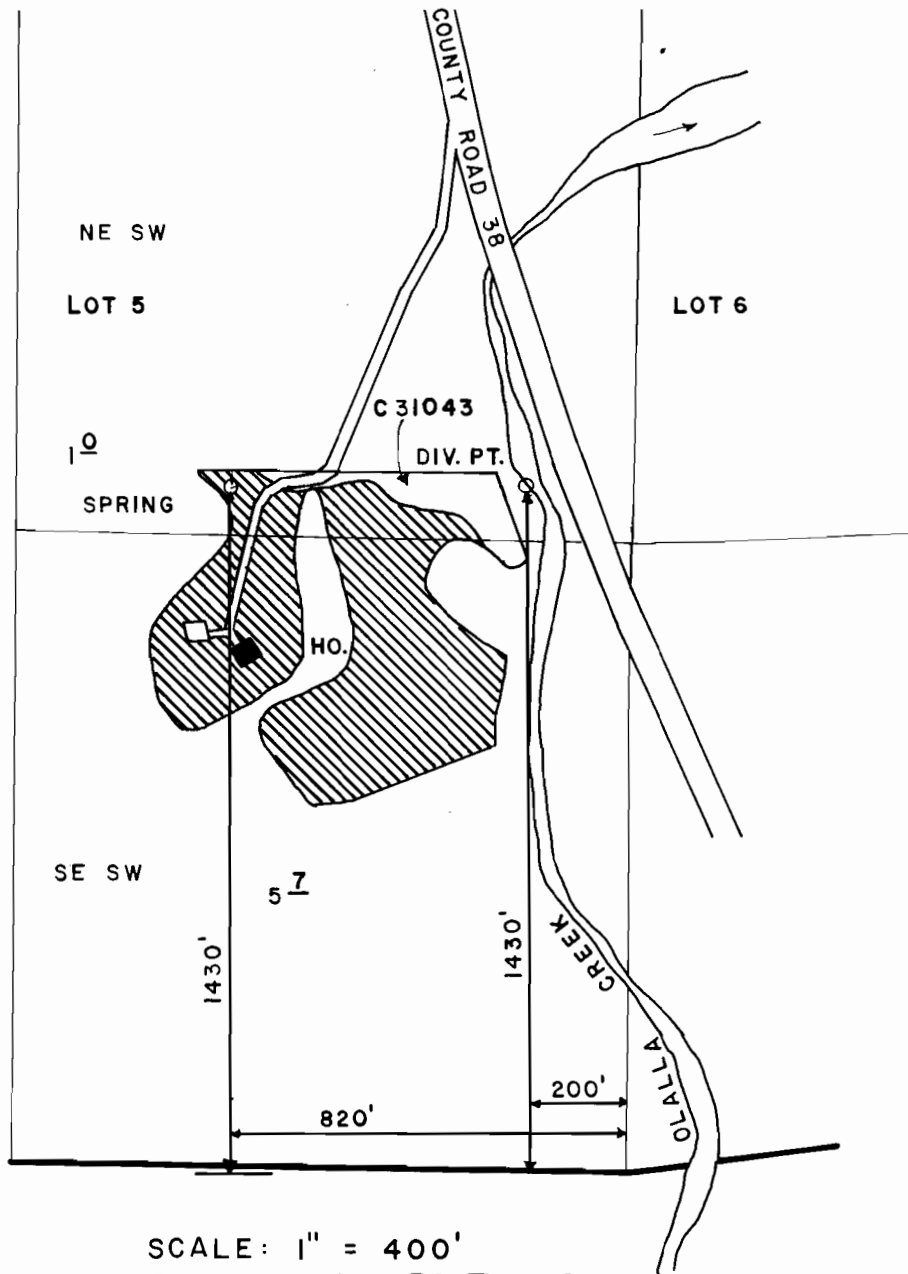 COUNTY ROAD 38
NE SW
LOT 5
LOT 6
C 31043
DIV. PT.
1 0
SPRING
HO.
SE SW
5 7
1430'
1430'
CREEK
OLALLA
200'
820'
SCALE: 1" = 400'